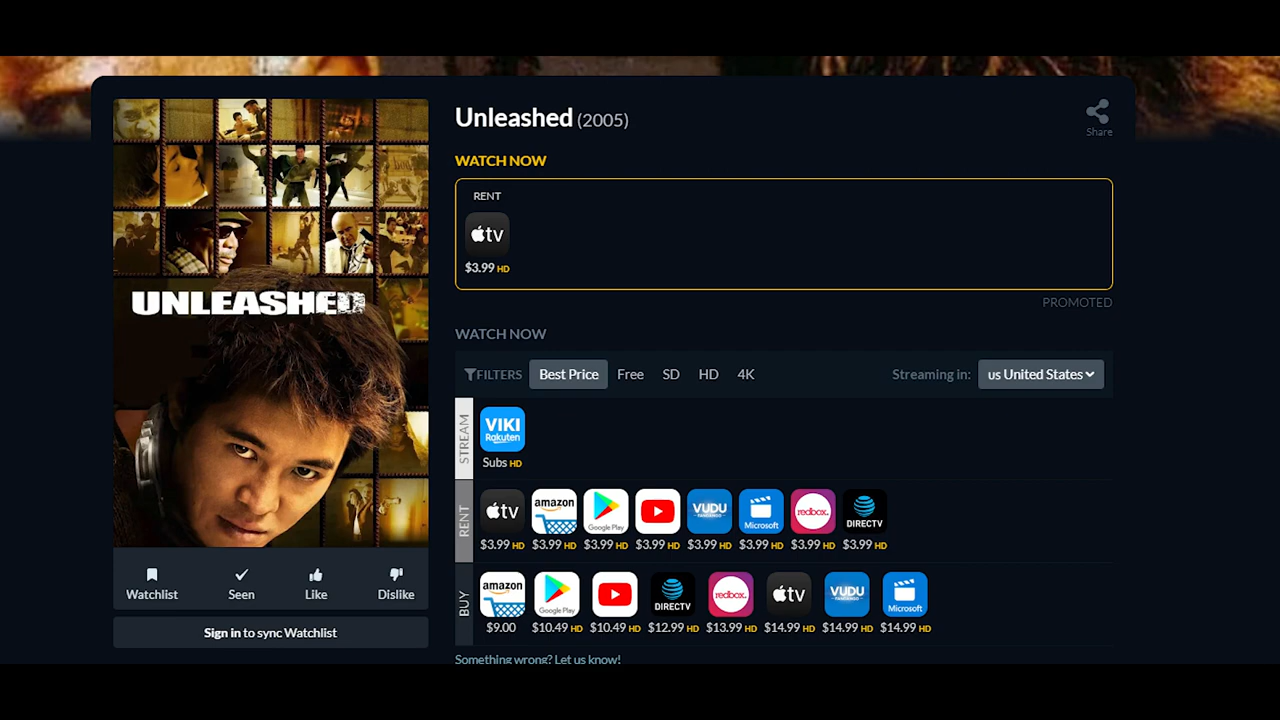 Unleashed (2005)
Share
WATCH NOW
RENT
tv
$3.99 HD
PROMOTED
UNLEASHED
WATCH NOW
FILTERS Best Price Free SD HD 4K Streaming in: us United States
STREAM
VIKI
Rakuten
Subs HD
RENT
tv amazon Google Play VUDU Microsoft redbox. DIRECTV
$3.99 HD $3.99 HD $3.99 HD $3.99 HD $3.99 HD $3.99 HD $3.99 HD $3.99 HD
BUY
amazon Google Play DIRECTV redbox. tv VUDU Microsoft
$9.00 $10.49 HD $10.49 HD $12.99 HD $13.99 HD $14.99 HD $14.99 HD $14.99 HD
Watchlist Seen Like Dislike
Sign in to sync Watchlist
Something wrong? Let us know!